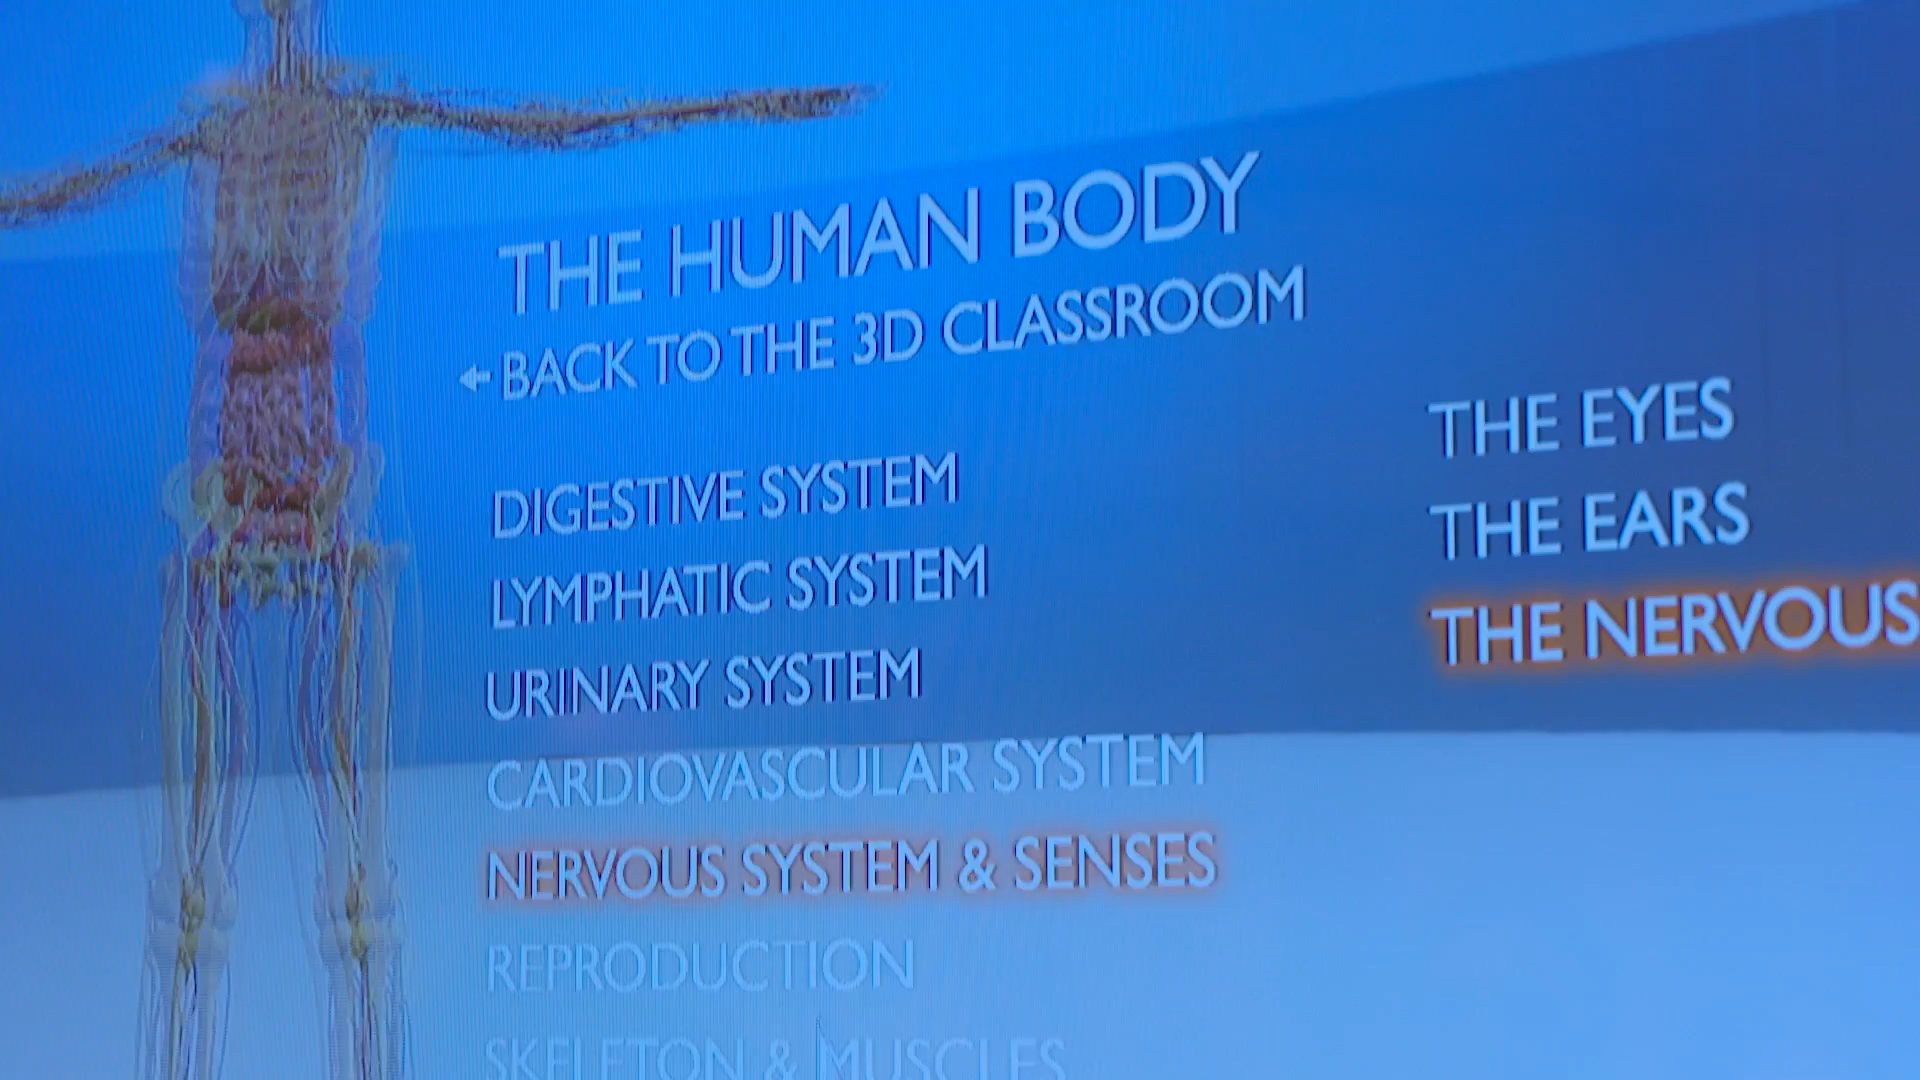 THE HUMAN BODY
BACK TO THE 3D CLASSROOM
DIGESTIVE SYSTEM
LYMPHATIC SYSTEM
URINARY SYSTEM
CARDIOVASCULAR SYSTEM
NERVOUS SYSTEM & SENSES
REPRODUCTION
SKELETON & MUSCLES
THE EYES
THE EARS
THE NERVOUS